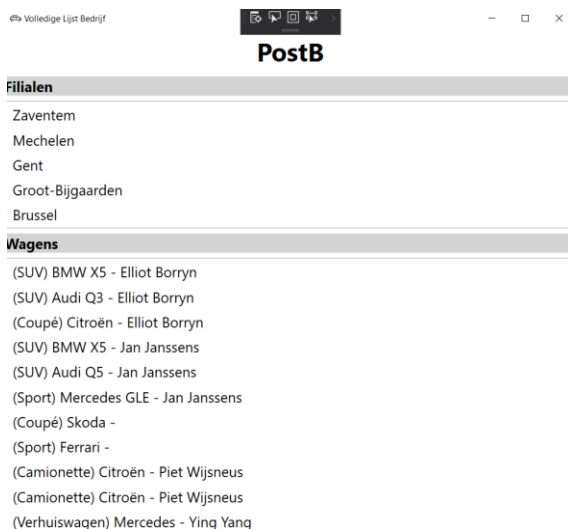 Volledige Lijst Bedrijf
PostB
Filialen
Zaventem
Mechelen
Gent
Groot-Bijgaarden
Brussel
Wagens
(SUV) BMW X5 - Elliot Borryn
(SUV) Audi Q3 - Elliot Borryn
(Coupé) Citroën - Elliot Borryn
(SUV) BMW X5 - Jan Janssens
(SUV) Audi Q5 - Jan Janssens
(Sport) Mercedes GLE - Jan Janssens
(Coupé) Skoda -
(Sport) Ferrari -
(Camionette) Citroën - Piet Wijsneus
(Camionette) Citroën - Piet Wijsneus
(Verhuiswagen) Mercedes - Ying Yang